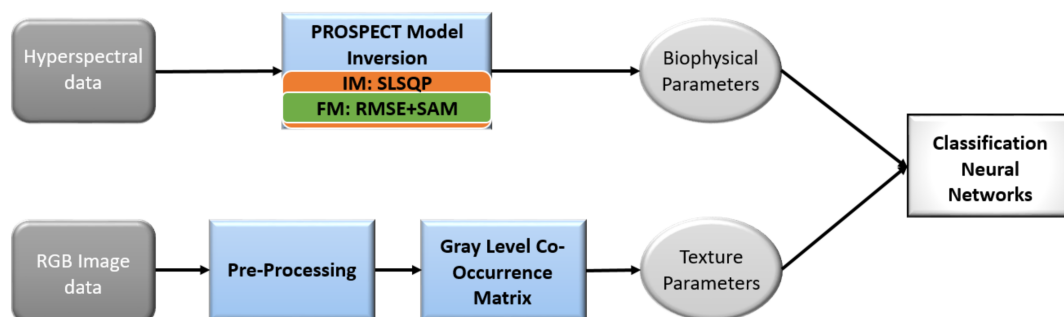 Hyperspectral
data
PROSPECT Model
Inversion
IM: SLSQP
FM: RMSE+SAM
Biophysical
Parameters
Classification
Neural
Networks
RGB Image
data
Pre-Processing
Gray Level Co-
Occurrence
Matrix
Texture
Parameters